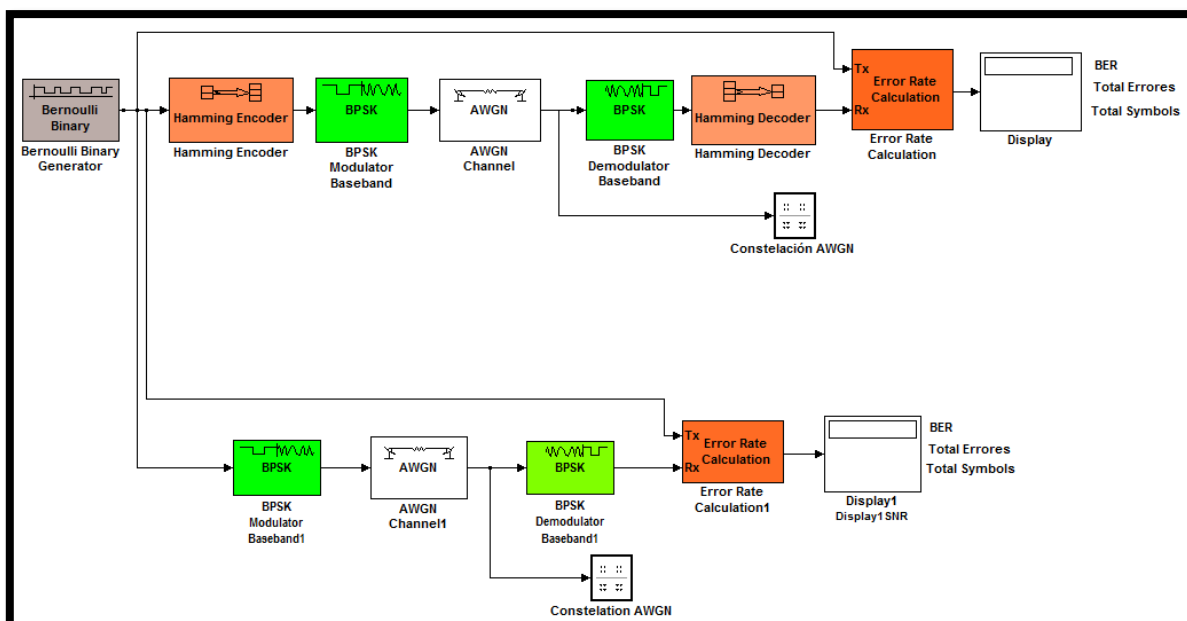 Bernoulli
Binary
Bernoulli Binary
Generator
Hamming Encoder
Hamming Encoder
BPSK
BPSK
Modulator
Baseband
AWGN
AWGN
Channel
BPSK
BPSK
Demodulator
Baseband
Hamming Decoder
Hamming Decoder
Tx
Rx
Error Rate
Calculation
Error Rate
Calculation
Display
BER
Total Errores
Total Symbols
Constelación AWGN
BPSK
BPSK
Modulator
Baseband1
AWGN
AWGN
Channel1
BPSK
BPSK
Demodulator
Baseband1
Tx
Rx
Error Rate
Calculation
Error Rate
Calculation1
Display1
Display1SNR
BER
Total Errores
Total Symbols
Constelation AWGN